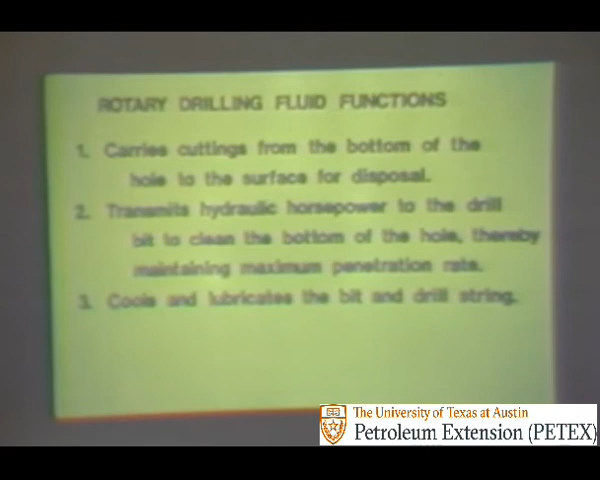 ROTARY DRILLING FLUID FUNCTIONS
1. Carries cuttings from the bottom of the
hole to the surface for disposal.
2. Transmits hydraulic horsepower to the drill
bit to clean the bottom of the hole, thereby
maintaining maximum penetration rate.
3. Cools and lubricates the bit and drill string.
The University of Texas at Austin
Petroleum Extension (PETEX)